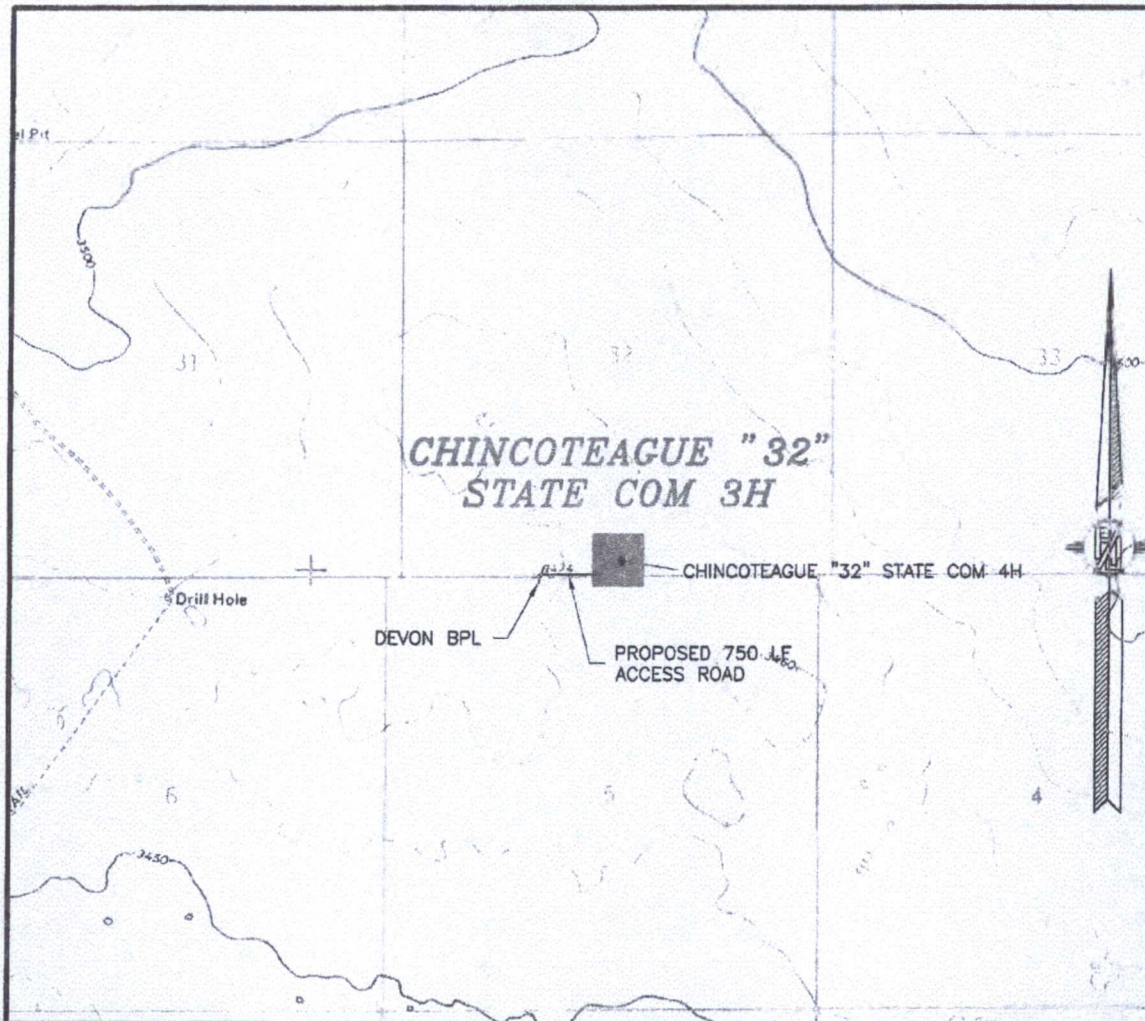 el Pit
3500
31
32
33
CHINCOTEAGUE "32"
STATE COM 3H
CHINCOTEAGUE "32" STATE COM 4H
Drill Hole
DEVON BPL
PROPOSED 750 LF
ACCESS ROAD
3460
6
5
4
3450